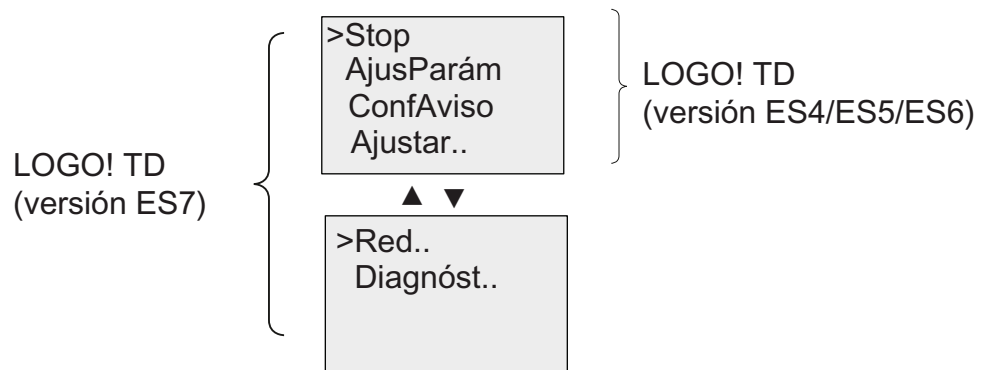 >Stop
AjusParám
ConfAviso
Ajustar..
LOGO! TD
(versión ES4/ES5/ES6)
LOGO! TD
(versión ES7)
▲ ▼
>Red..
Diagnóst..